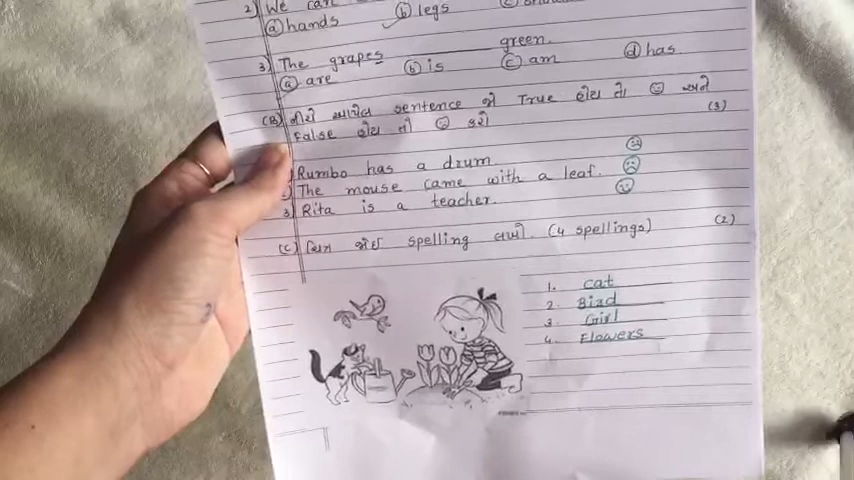 2) We can
ⓐ hands ⓑ legs ⓒ
3) The grapes ________ green.
ⓐ are ⓑ is ⓒ am ⓓ has
(B) નીચે આપેલ sentence જો True હોય તો ☺ અને
False હોય તો ☹ કરો (3)
1) Rumbo has a drum ☹
2) The mouse came with a leaf. ☹
3) Rita is a teacher. ☺
(C) ચિત્ર જોઈ spelling લખો. (4 spellings) (2)
1. Cat
2. Bird
3. Girl
4. Flowers